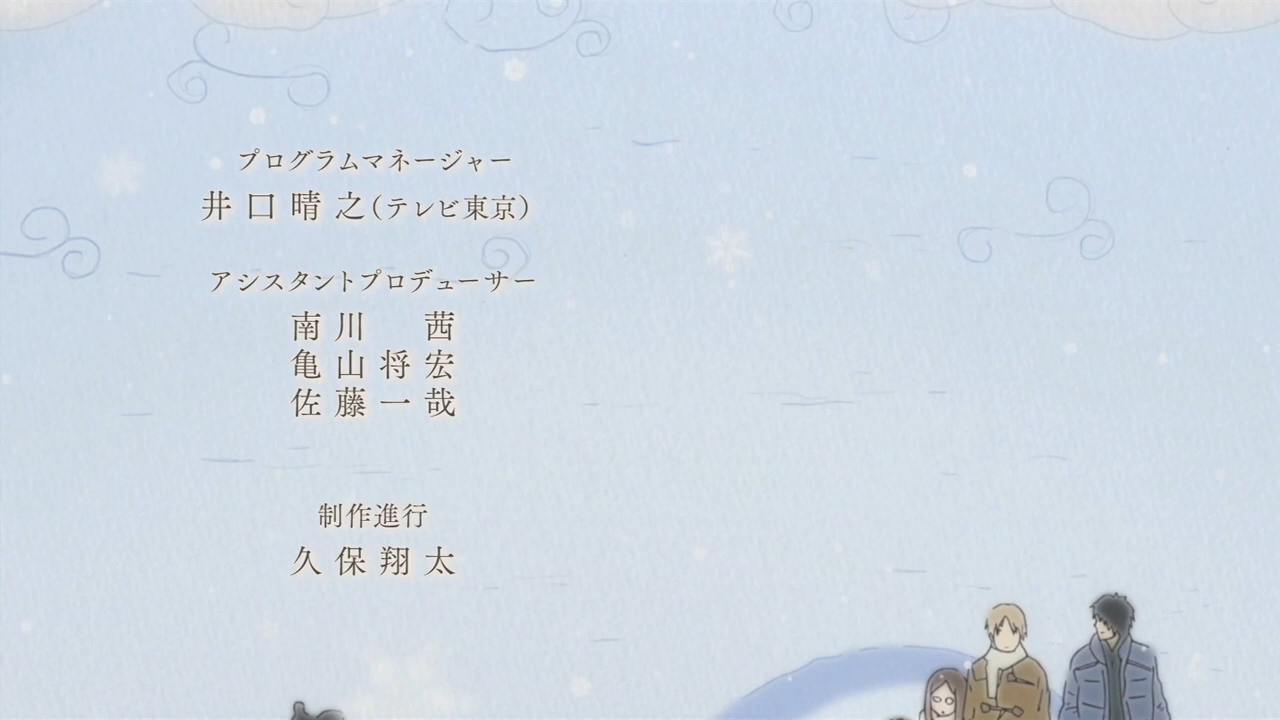 プログラムマネージャー
井口晴之(テレビ東京)
アシスタントプロデューサー
南川 茜
亀山将宏
佐藤一哉
制作進行
久保翔太